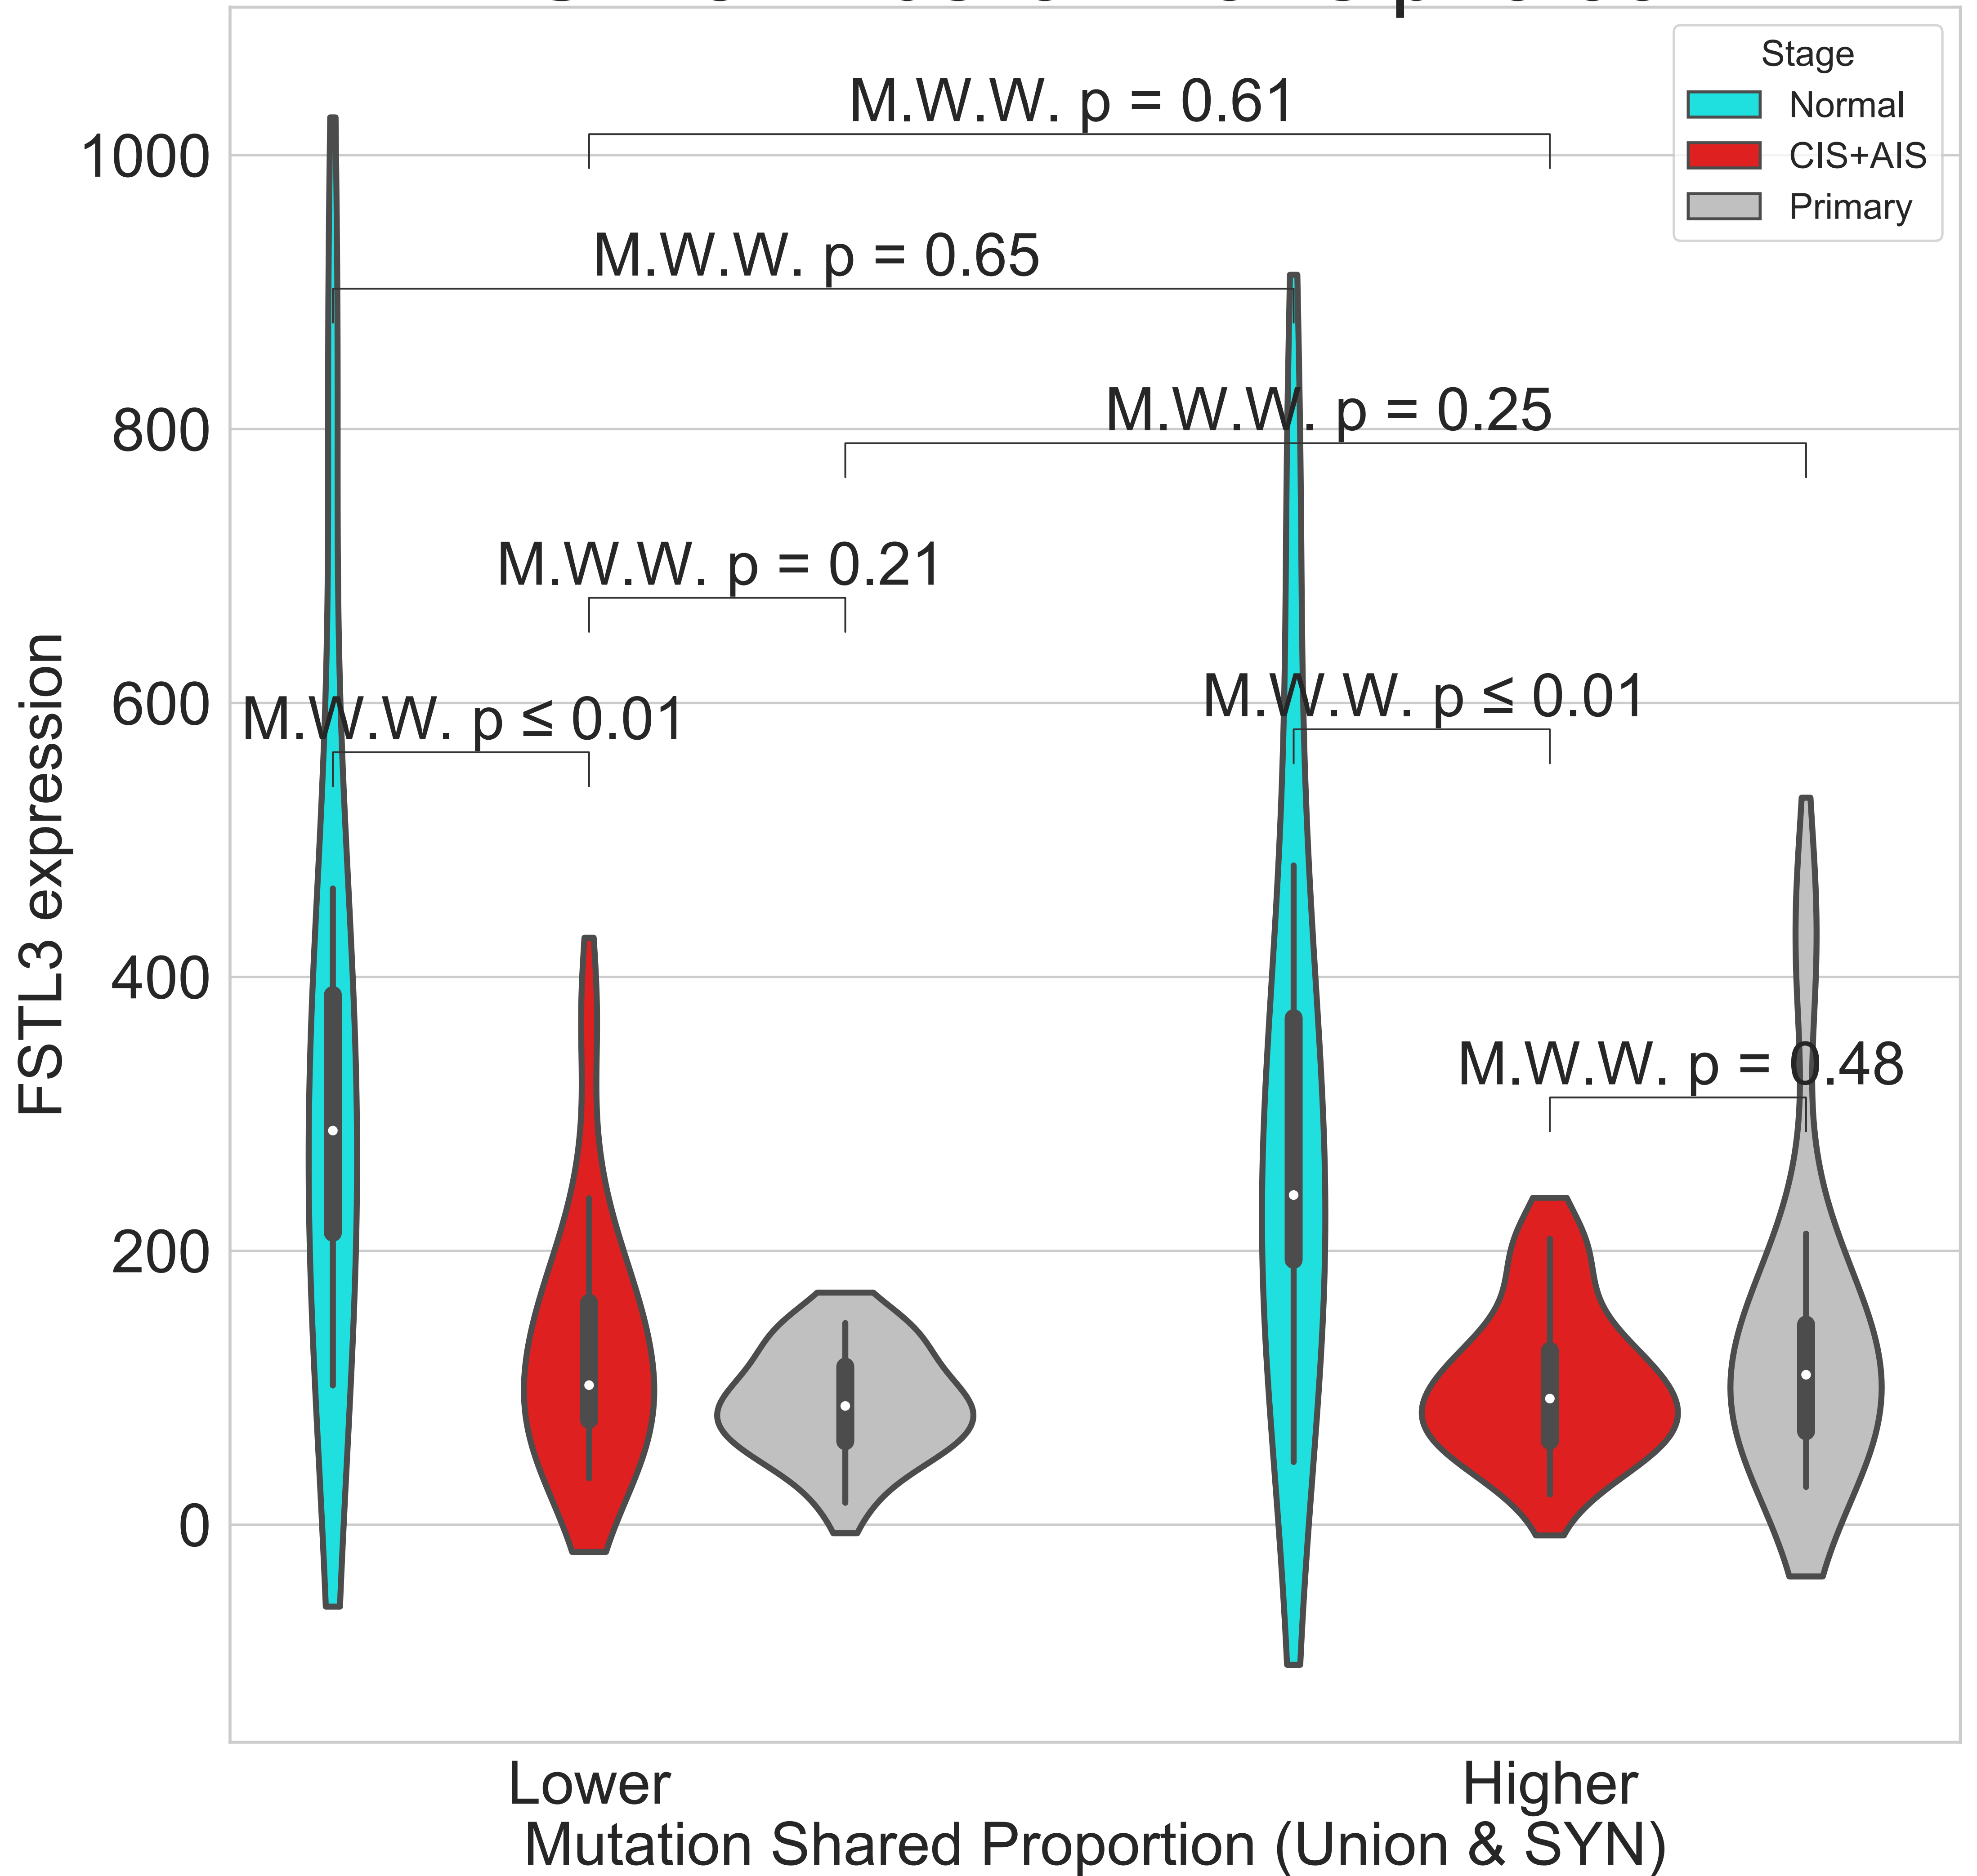 Stage
Normal
CIS+AIS
Primary
M.W.W. p = 0.61
1000
M.W.W. p = 0.65
M.W.W. p = 0.25
800
M.W.W. p = 0.21
M.W.W. p ≤ 0.01
M.W.W. p ≤ 0.01
600
FSTL3 expression
400
M.W.W. p = 0.48
200
0
Lower
Higher
Mutation Shared Proportion (Union & SYN)